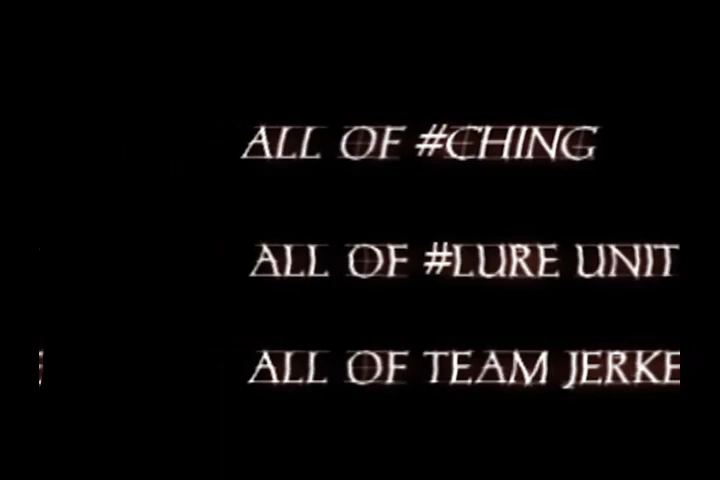 ALL OF #CHING
ALL OF #LURE UNIT
ALL OF TEAM JERKE